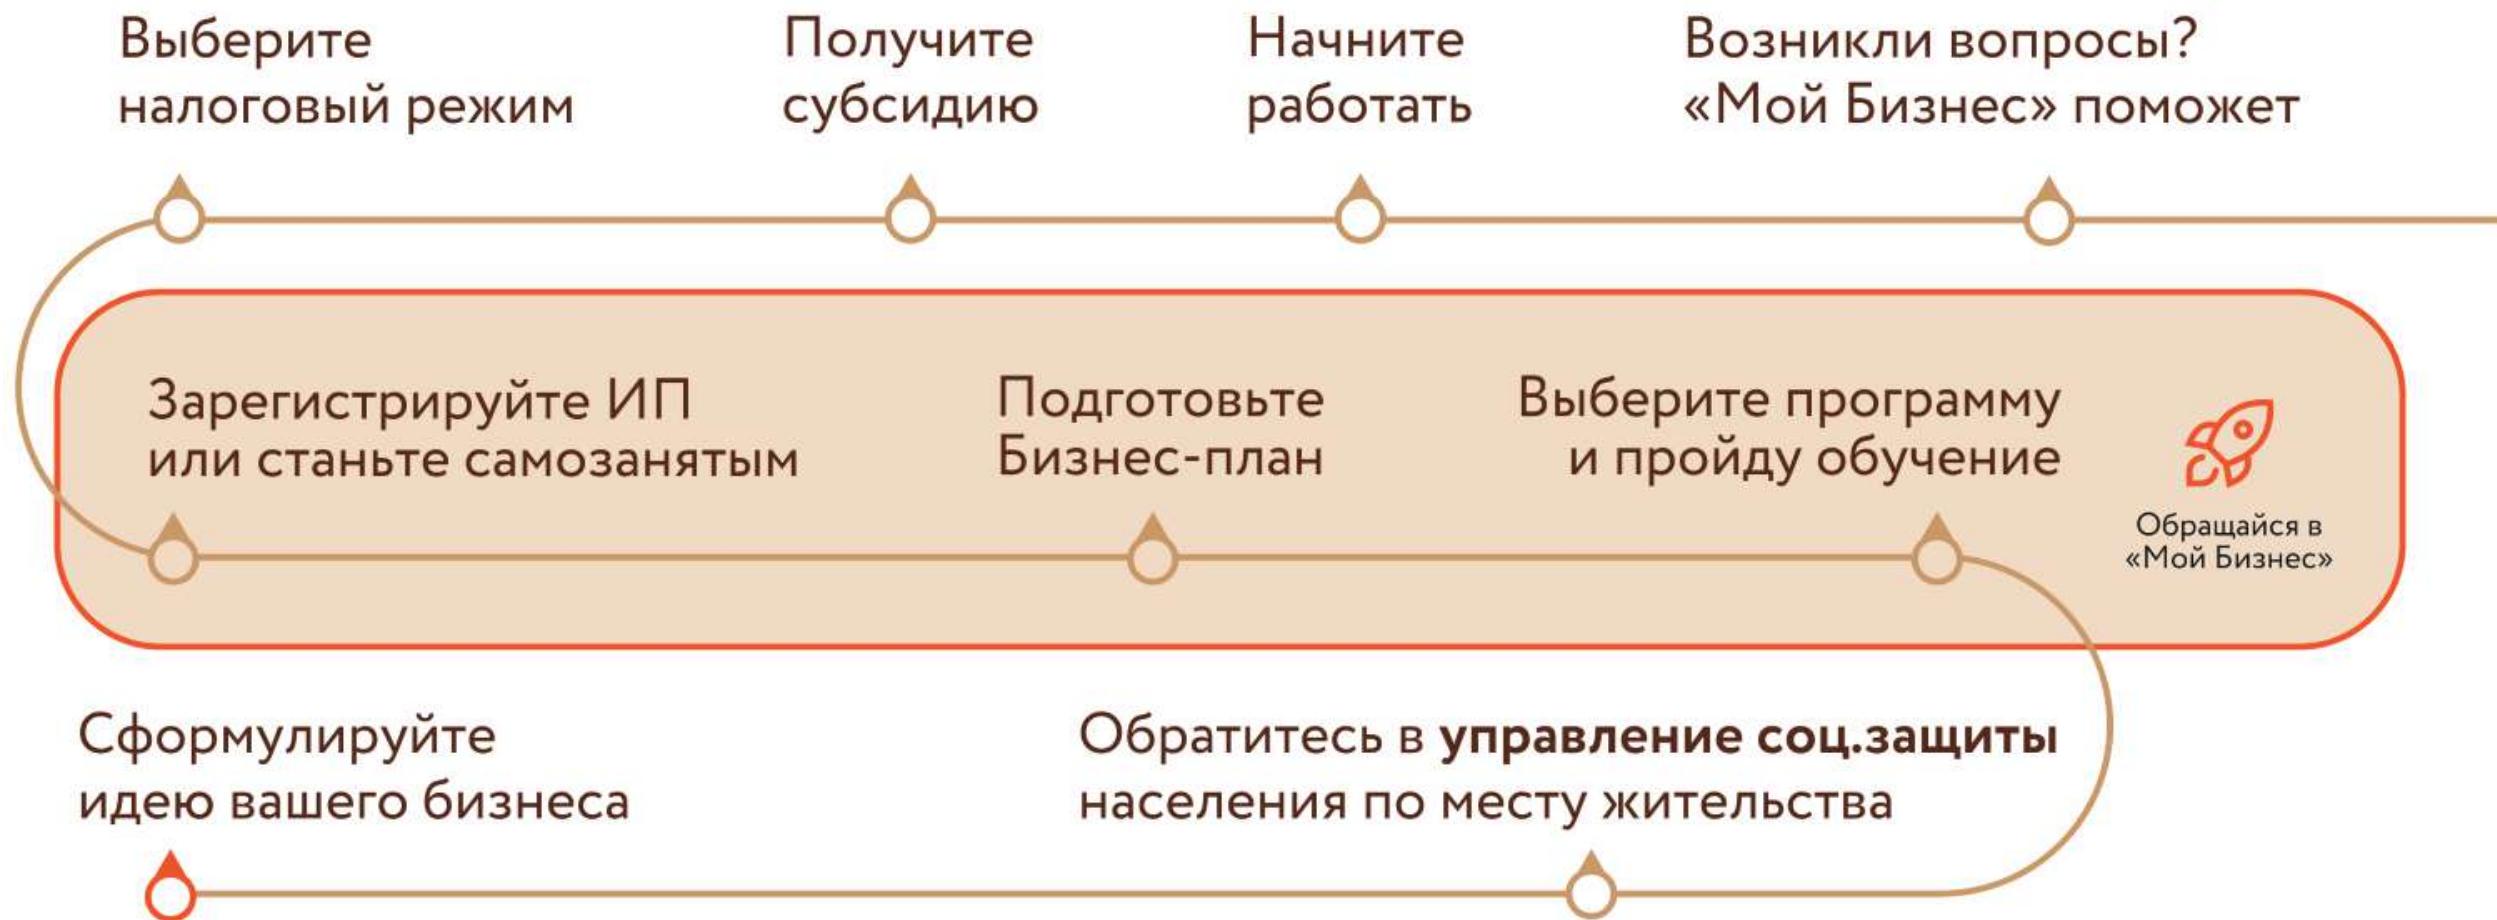 Выберите
налоговый режим
Получите
субсидию
Начните
работать
Возникли вопросы?
«Мой Бизнес» поможет
Зарегистрируйте ИП
или станьте самозанятым
Подготовьте
Бизнес-план
Выберите программу
и пройду обучение
Обращайся в
«Мой Бизнес»
Сформулируйте
идею вашего бизнеса
Обратитесь в управление соц.защиты
населения по месту жительства